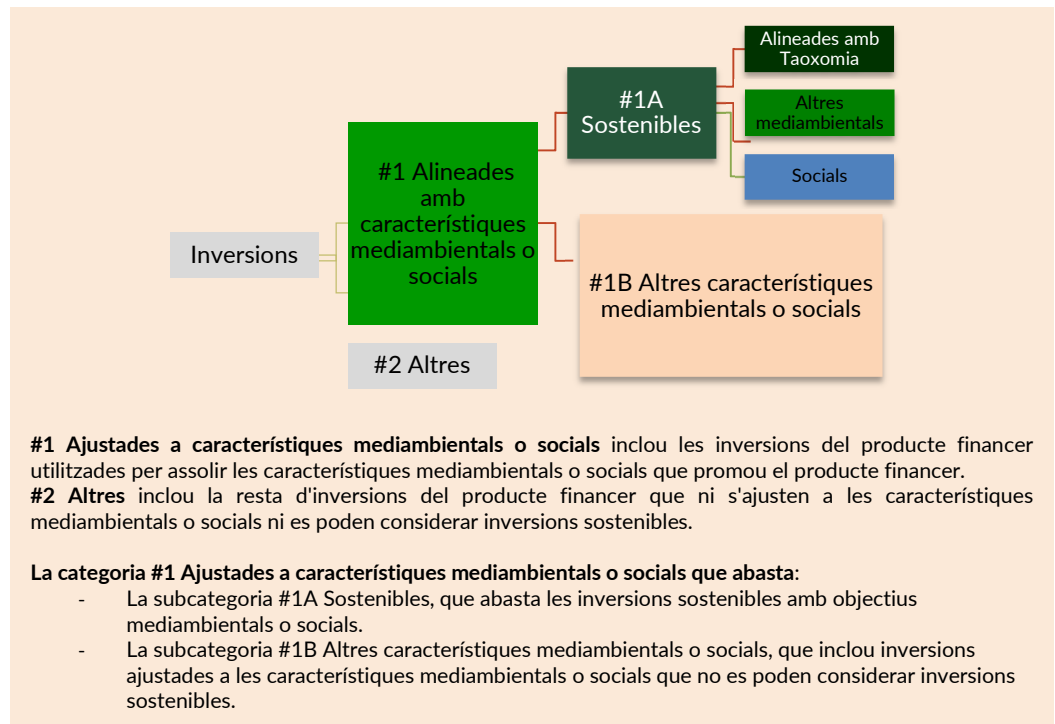 Alineades amb
Taoxomia
#1A
Sostenibles
Altres
mediambientals
Socials
#1 Alineades
amb
característiques
mediambientals o
socials
Inversions
#1B Altres característiques
mediambientals o socials
#2 Altres
#1 Ajustades a característiques mediambientals o socials inclou les inversions del producte financer
utilitzades per assolir les característiques mediambientals o socials que promou el producte financer.
#2 Altres inclou la resta d'inversions del producte financer que ni s'ajusten a les característiques
mediambientals o socials ni es poden considerar inversions sostenibles.
La categoria #1 Ajustades a característiques mediambientals o socials que abasta:
- La subcategoria #1A Sostenibles, que abasta les inversions sostenibles amb objectius
mediambientals o socials.
- La subcategoria #1B Altres característiques mediambientals o socials, que inclou inversions
ajustades a les característiques mediambientals o socials que no es poden considerar inversions
sostenibles.